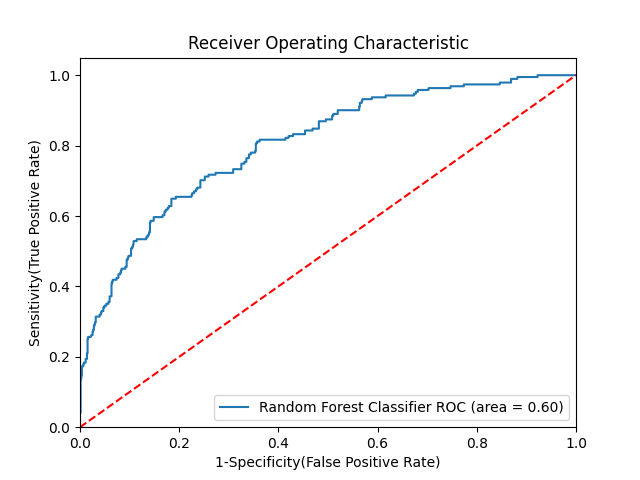 Receiver Operating Characteristic
1.0
0.8
0.6
0.4
0.2
0.0
Sensitivity(True Positive Rate)
Random Forest Classifier ROC (area = 0.60)
0.0 0.2 0.4 0.6 0.8 1.0
1-Specificity(False Positive Rate)